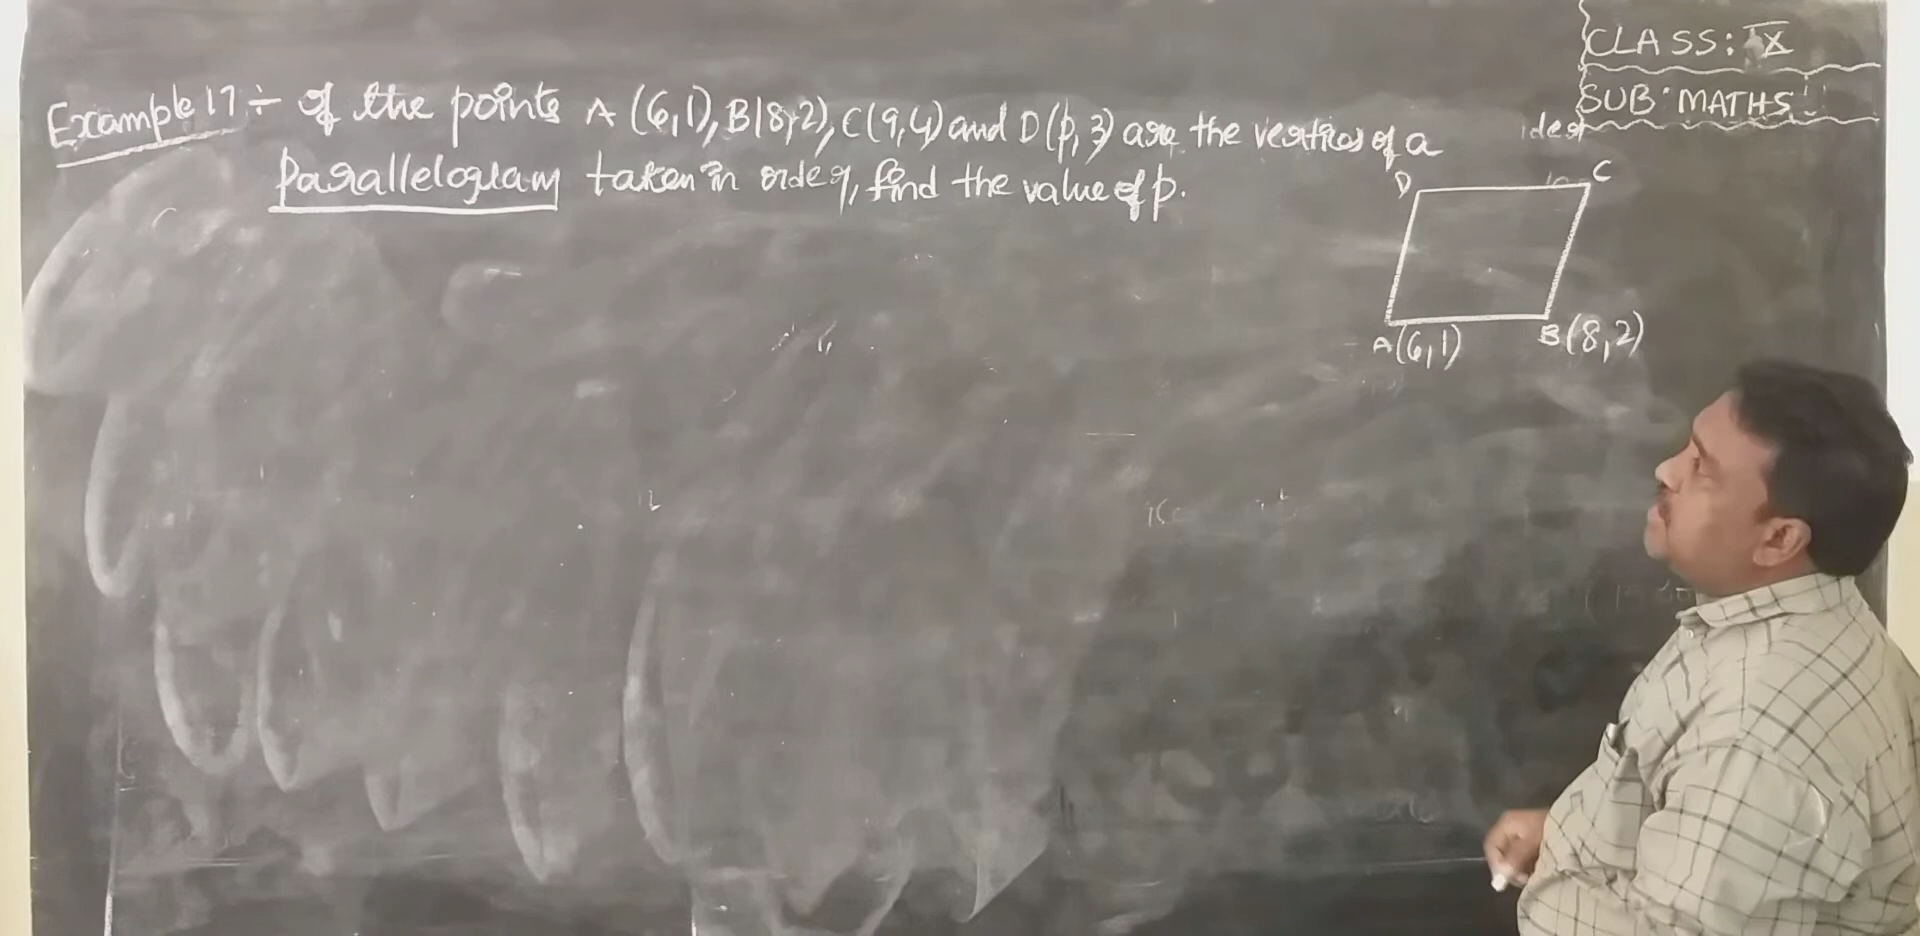 CLASS: IX
SUB: MATHS
Example 17 ÷ If the points A (6,1), B(8,2), C(9,4) and D(p,3) are the vertices of a
Parallelogram taken in order, find the value of p.
D C
A(6,1) B(8,2)